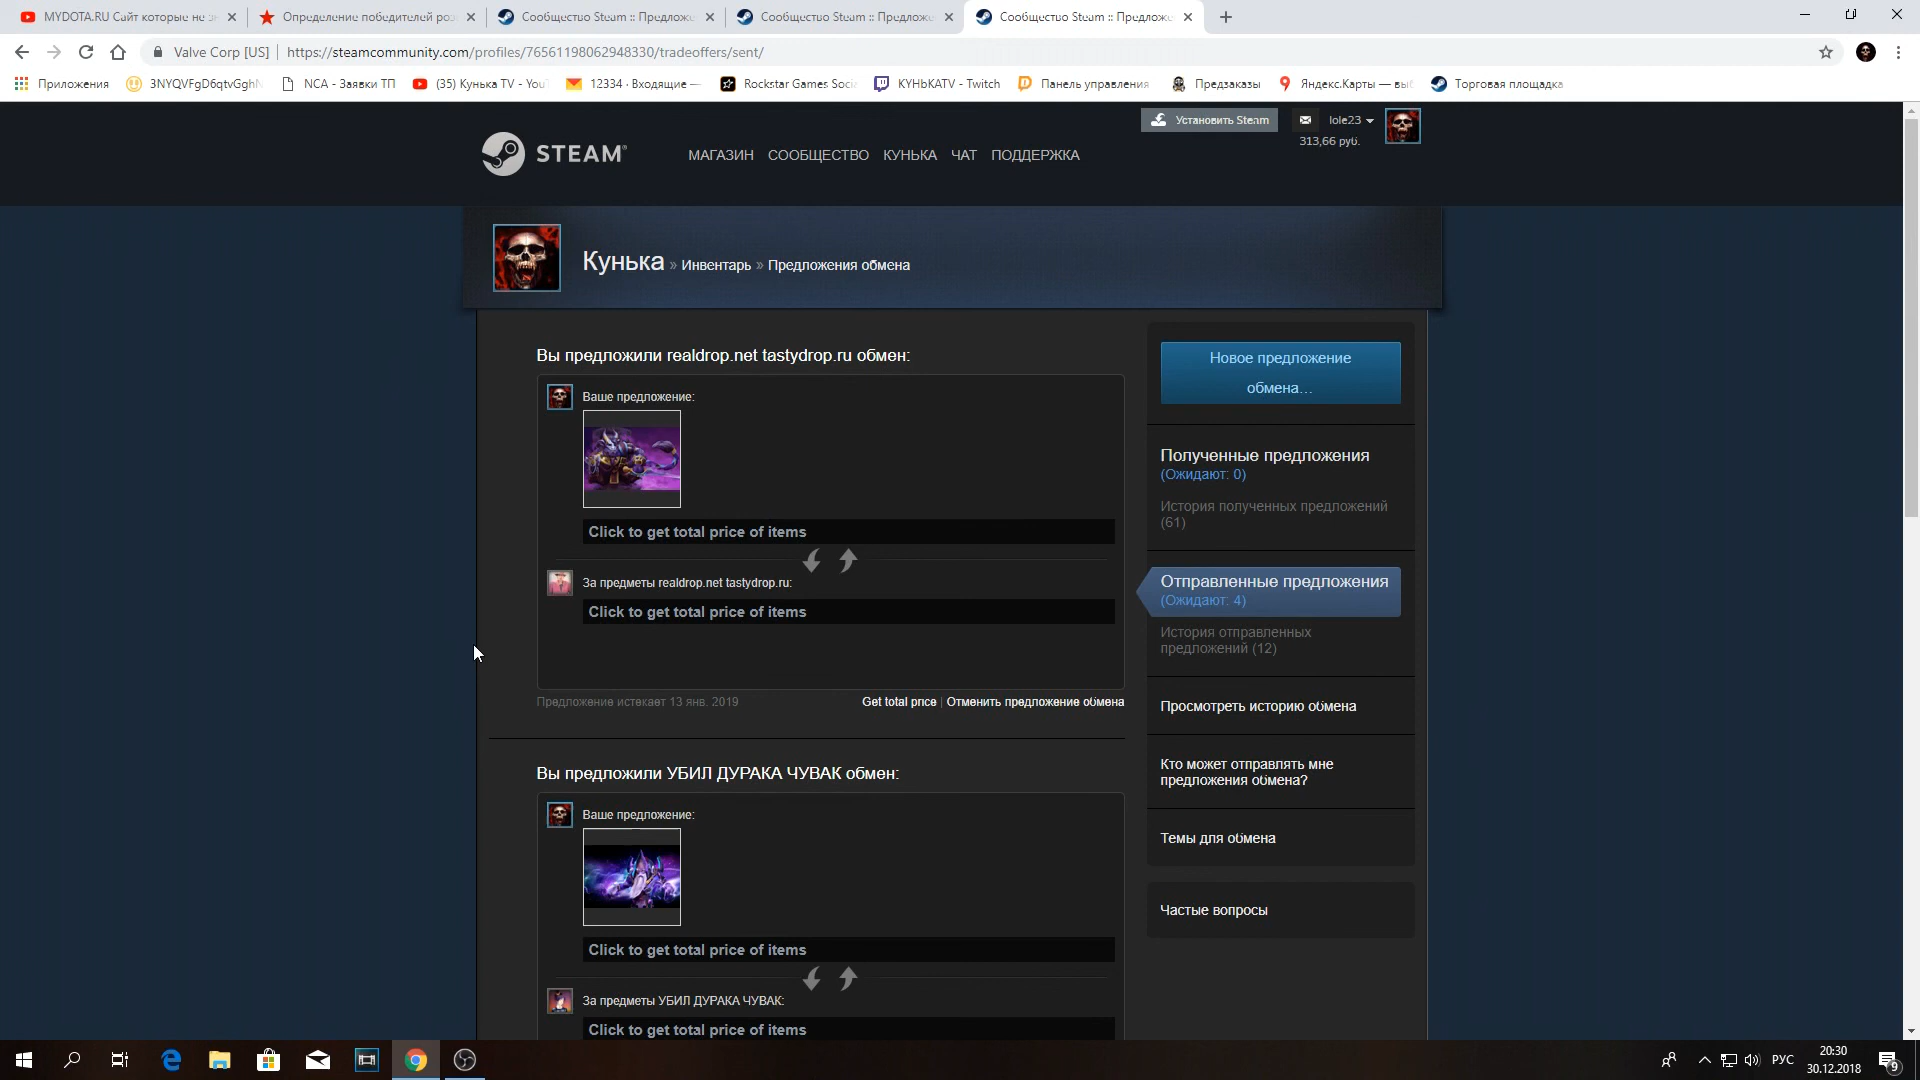 MYDOTA.RU Сайт которые не з
Определение победителей роз
Сообщество Steam :: Предложе
Сообщество Steam :: Предложе
Сообщество Steam :: Предложе
Valve Corp [US] https://steamcommunity.com/profiles/76561198062948330/tradeoffers/sent/
Приложения
3NYQVFgD6qtvGgh
NCA - Заявки ТП
(35) Кунька TV - You
12334 · Входящие —
Rockstar Games Socia
KYHbKATV - Twitch
Панель управления
Предзаказы
Яндекс.Карты — выб
Торговая площадка
Установить Steam
lole23
313,66 руб.
STEAM
МАГАЗИН СООБЩЕСТВО КУНЬКА ЧАТ ПОДДЕРЖКА
Кунька » Инвентарь » Предложения обмена
Вы предложили realdrop.net tastydrop.ru обмен:
Ваше предложение:
Click to get total price of items
За предметы realdrop.net tastydrop.ru:
Click to get total price of items
Предложение истекает 13 янв. 2019
Get total price | Отменить предложение обмена
Вы предложили УБИЛ ДУРАКА ЧУВАК обмен:
Ваше предложение:
Click to get total price of items
За предметы УБИЛ ДУРАКА ЧУВАК:
Click to get total price of items
Новое предложение
обмена...
Полученные предложения
(Ожидают: 0)
История полученных предложений
(61)
Отправленные предложения
(Ожидают: 4)
История отправленных
предложений (12)
Просмотреть историю обмена
Кто может отправлять мне
предложения обмена?
Темы для обмена
Частые вопросы
РУС
20:30
30.12.2018
9